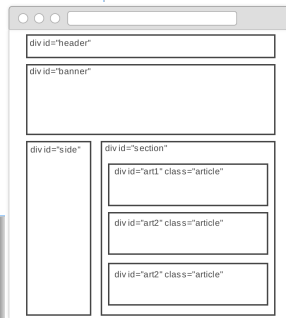 div id="header"
div id="banner"
div id="side"
div id="section"
div id="art1" class="article"
div id="art2" class="article"
div id="art2" class="article"